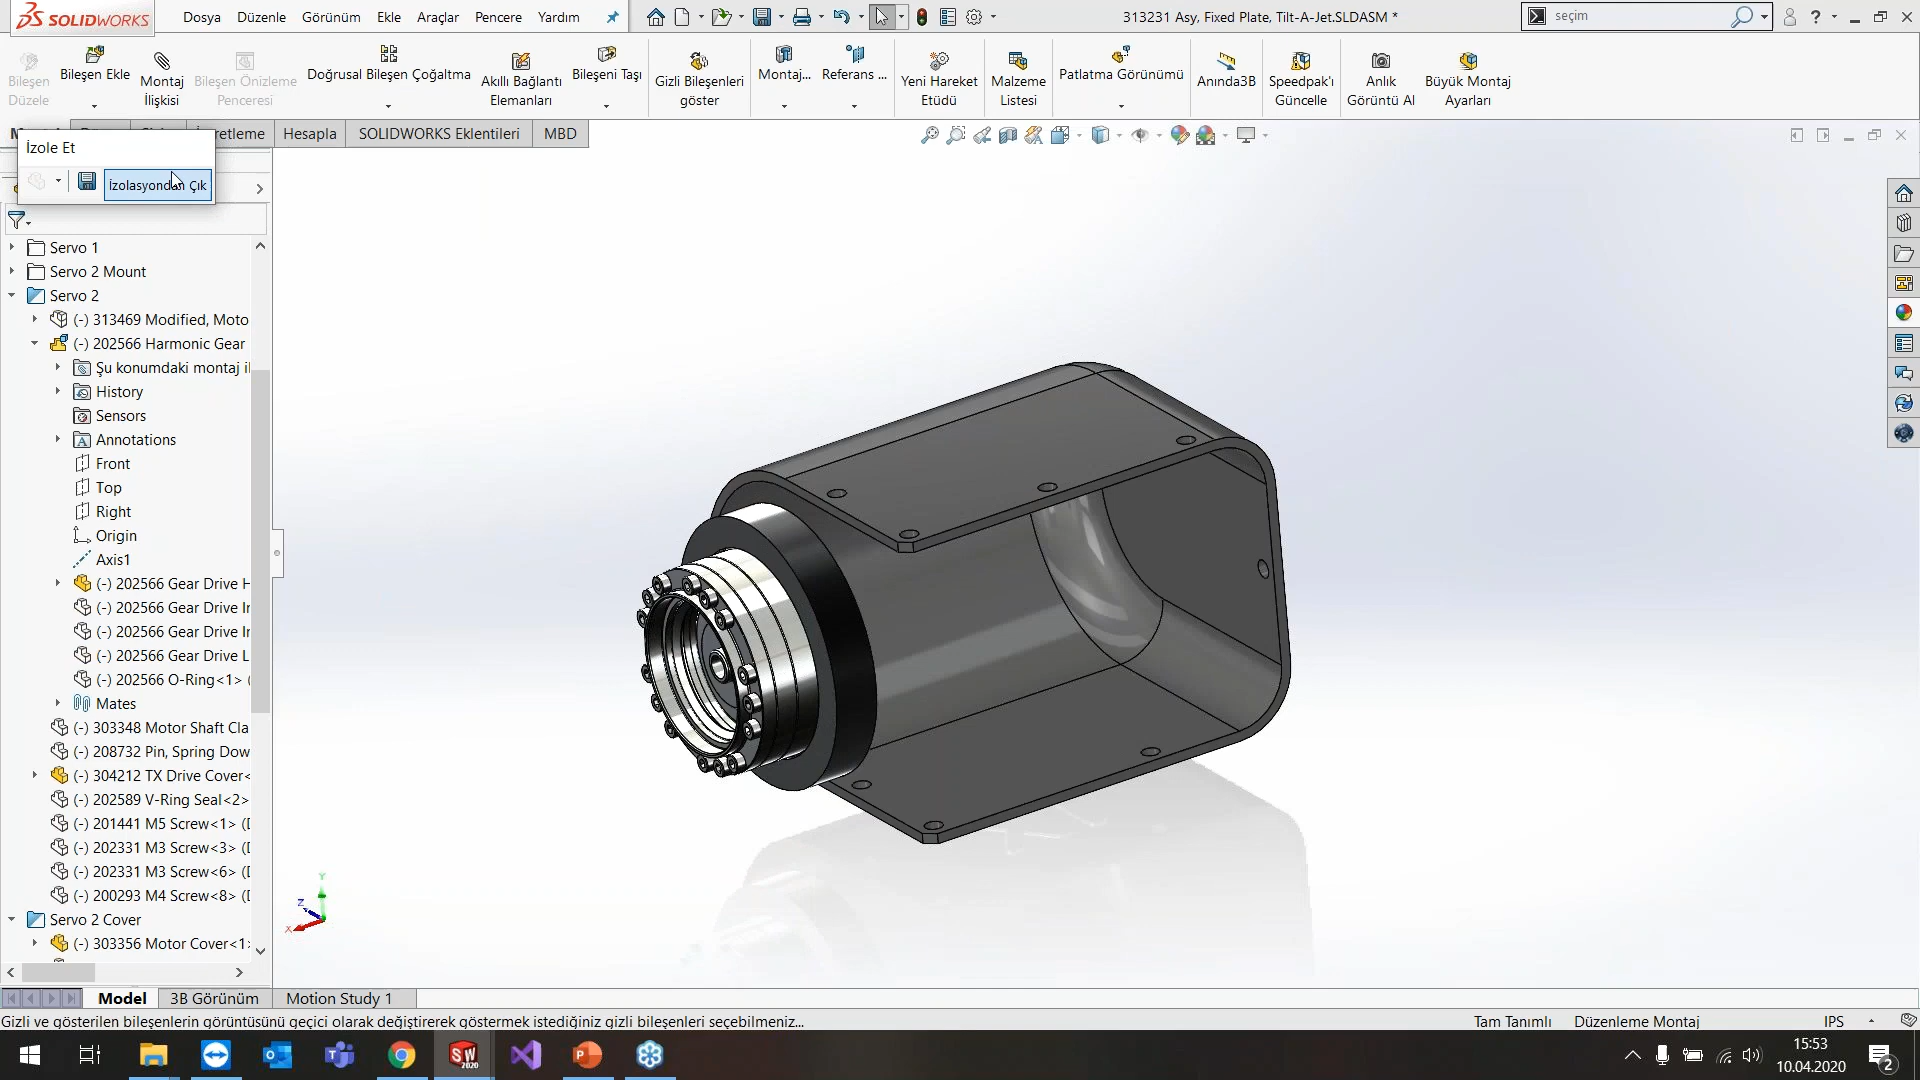 SOLIDWORKS
Dosya Düzenle Görünüm Ekle Araçlar Pencere Yardım
313231 Asy, Fixed Plate, Tilt-A-Jet.SLDASM *
seçim
Bileşen Düzele
Bileşen Ekle
Montaj İlişkisi
Bileşen Önizleme Penceresi
Doğrusal Bileşen Çoğaltma
Akıllı Bağlantı Elemanları
Bileşeni Taşı
Gizli Bileşenleri göster
Montaj...
Referans ...
Yeni Hareket Etüdü
Malzeme Listesi
Patlatma Görünümü
Anında3B
Speedpak'ı Güncelle
Anlık Görüntü Al
Büyük Montaj Ayarları
Hesapla
SOLIDWORKS Eklentileri
MBD
İzole Et
İzolasyondan Çık
Servo 1
Servo 2 Mount
Servo 2
(-) 313469 Modified, Moto
(-) 202566 Harmonic Gear
Şu konumdaki montaj il
History
Sensors
Annotations
Front
Top
Right
Origin
Axis1
(-) 202566 Gear Drive H
(-) 202566 Gear Drive Ir
(-) 202566 Gear Drive Ir
(-) 202566 Gear Drive L
(-) 202566 O-Ring<1> (
Mates
(-) 303348 Motor Shaft Cla
(-) 208732 Pin, Spring Dow
(-) 304212 TX Drive Cover<
(-) 202589 V-Ring Seal<2>
(-) 201441 M5 Screw<1> (D
(-) 202331 M3 Screw<3> (D
(-) 202331 M3 Screw<6> (D
(-) 200293 M4 Screw<8> (D
Servo 2 Cover
(-) 303356 Motor Cover<1>
Y
Z
X
Model
3B Görünüm
Motion Study 1
Gizli ve gösterilen bileşenlerin görüntüsünü geçici olarak değiştirerek göstermek istediğiniz gizli bileşenleri seçebilmeniz...
Tam Tanımlı
Düzenleme Montaj
IPS
SW 2020
15:53
10.04.2020
2